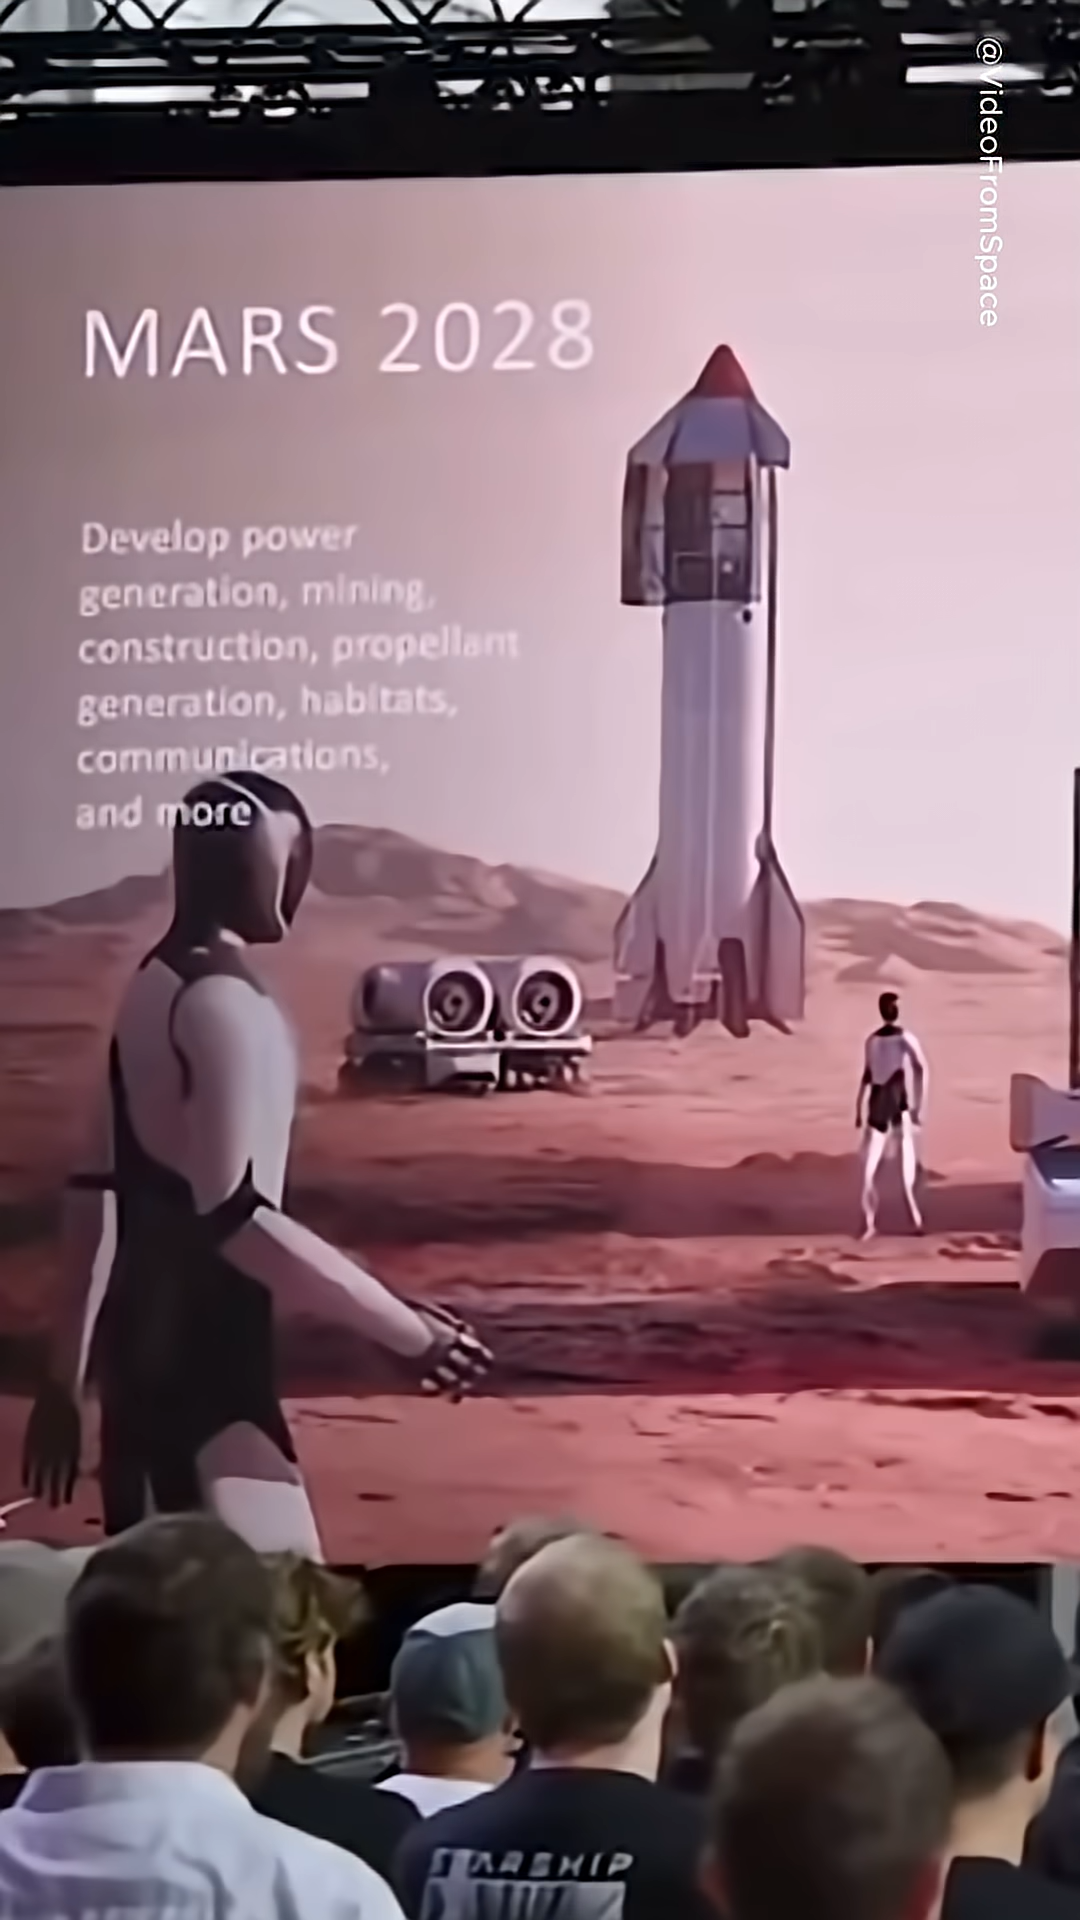 @VideoFromSpace
MARS 2028
Develop power
generation, mining,
construction, propellant
generation, habitats,
communications,
and more
STARSHIP